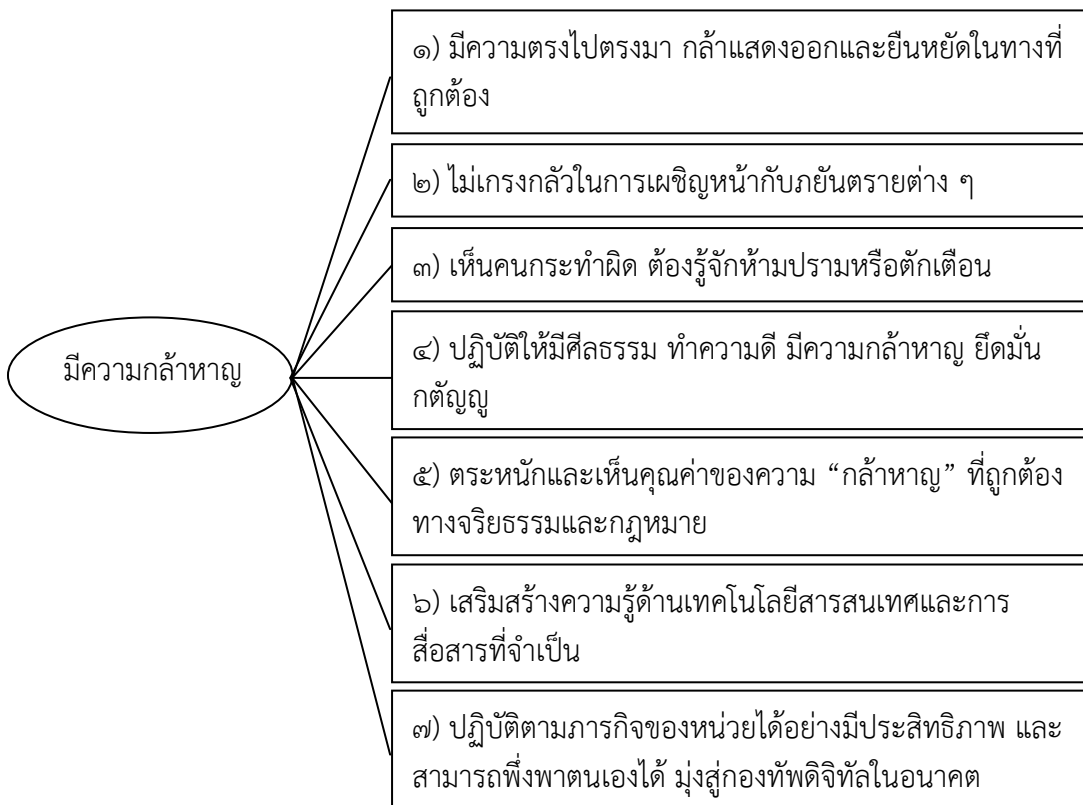 ๑) มีความตรงไปตรงมา กล้าแสดงออกและยืนหยัดในทางที่
ถูกต้อง
๒) ไม่เกรงกลัวในการเผชิญหน้ากับภยันตรายต่าง ๆ
๓) เห็นคนกระทำผิด ต้องรู้จักห้ามปรามหรือตักเตือน
มีความกล้าหาญ
๔) ปฏิบัติให้มีศีลธรรม ทำความดี มีความกล้าหาญ ยึดมั่น
กตัญญู
๕) ตระหนักและเห็นคุณค่าของความ “กล้าหาญ” ที่ถูกต้อง
ทางจริยธรรมและกฎหมาย
๖) เสริมสร้างความรู้ด้านเทคโนโลยีสารสนเทศและการ
สื่อสารที่จำเป็น
๗) ปฏิบัติตามภารกิจของหน่วยได้อย่างมีประสิทธิภาพ และ
สามารถพึ่งพาตนเองได้ มุ่งสู่กองทัพดิจิทัลในอนาคต